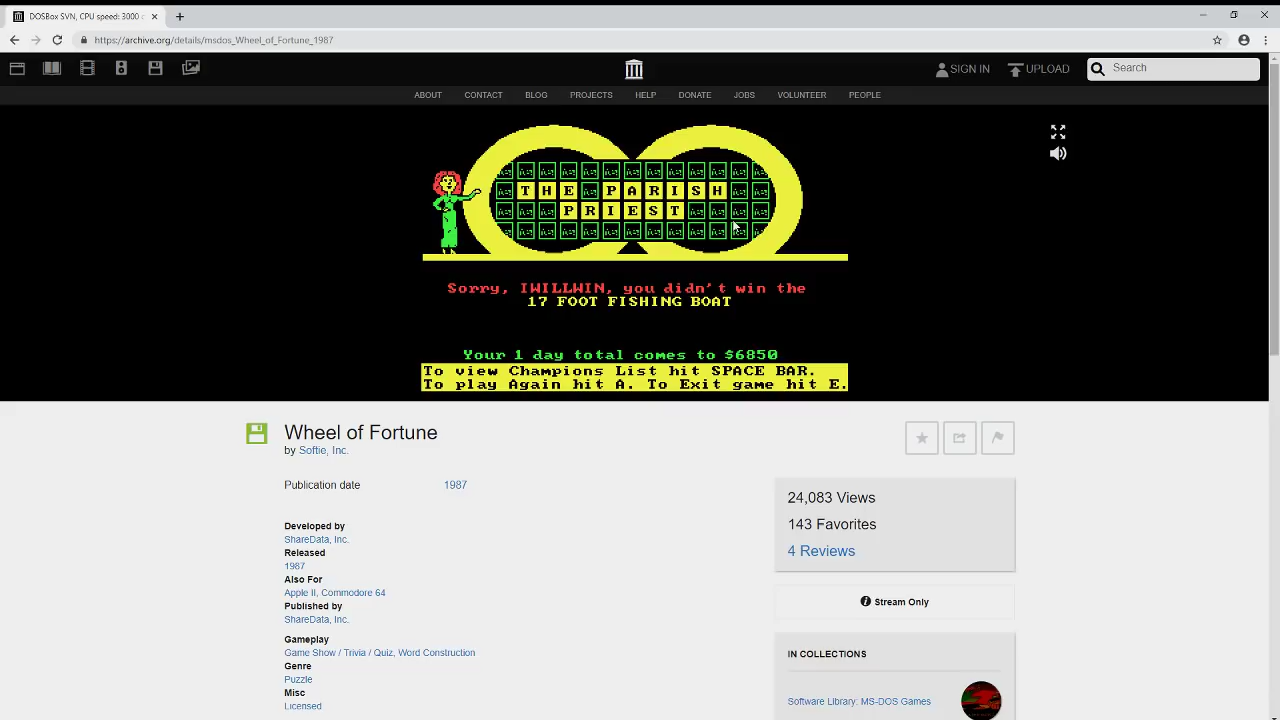 DOSBox SVN, CPU speed: 3000 c
https://archive.org/details/msdos_Wheel_of_Fortune_1987
SIGN IN
UPLOAD
Search
ABOUT CONTACT BLOG PROJECTS HELP DONATE JOBS VOLUNTEER PEOPLE
THE PARISH
PRIEST
Sorry, IWILLWIN, you didn't win the
17 FOOT FISHING BOAT
Your 1 day total comes to $6850
To view Champions List hit SPACE BAR.
To play Again hit A. To Exit game hit E.
Wheel of Fortune
by Softie, Inc.
Publication date 1987
Developed by
ShareData, Inc.
Released
1987
Also For
Apple II, Commodore 64
Published by
ShareData, Inc.
Gameplay
Game Show / Trivia / Quiz, Word Construction
Genre
Puzzle
Misc
Licensed
24,083 Views
143 Favorites
4 Reviews
Stream Only
IN COLLECTIONS
Software Library: MS-DOS Games